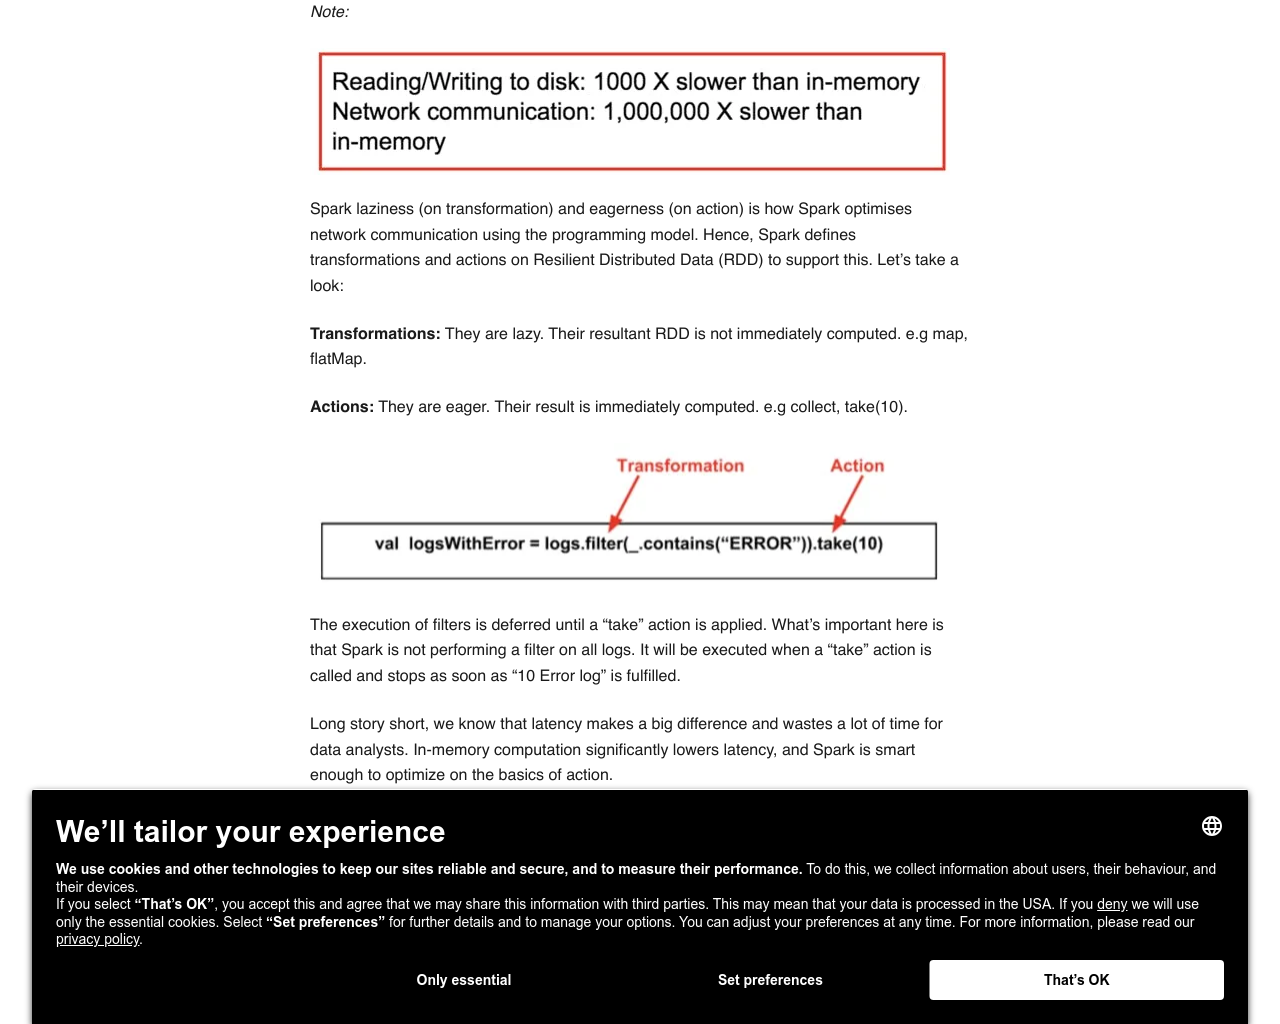 Note:
Reading/Writing to disk: 1000 X slower than in-memory
Network communication: 1,000,000 X slower than
in-memory
Spark laziness (on transformation) and eagerness (on action) is how Spark optimises
network communication using the programming model. Hence, Spark defines
transformations and actions on Resilient Distributed Data (RDD) to support this. Let’s take a
look:
Transformations: They are lazy. Their resultant RDD is not immediately computed. e.g map,
flatMap.
Actions: They are eager. Their result is immediately computed. e.g collect, take(10).
Transformation Action
val logsWithError = logs.filter(_.contains(“ERROR”)).take(10)
The execution of filters is deferred until a “take” action is applied. What’s important here is
that Spark is not performing a filter on all logs. It will be executed when a “take” action is
called and stops as soon as “10 Error log” is fulfilled.
Long story short, we know that latency makes a big difference and wastes a lot of time for
data analysts. In-memory computation significantly lowers latency, and Spark is smart
enough to optimize on the basics of action.
We’ll tailor your experience
We use cookies and other technologies to keep our sites reliable and secure, and to measure their performance. To do this, we collect information about users, their behaviour, and
their devices.
If you select “That’s OK”, you accept this and agree that we may share this information with third parties. This may mean that your data is processed in the USA. If you deny we will use
only the essential cookies. Select “Set preferences” for further details and to manage your options. You can adjust your preferences at any time. For more information, please read our
privacy policy.
Only essential Set preferences That’s OK